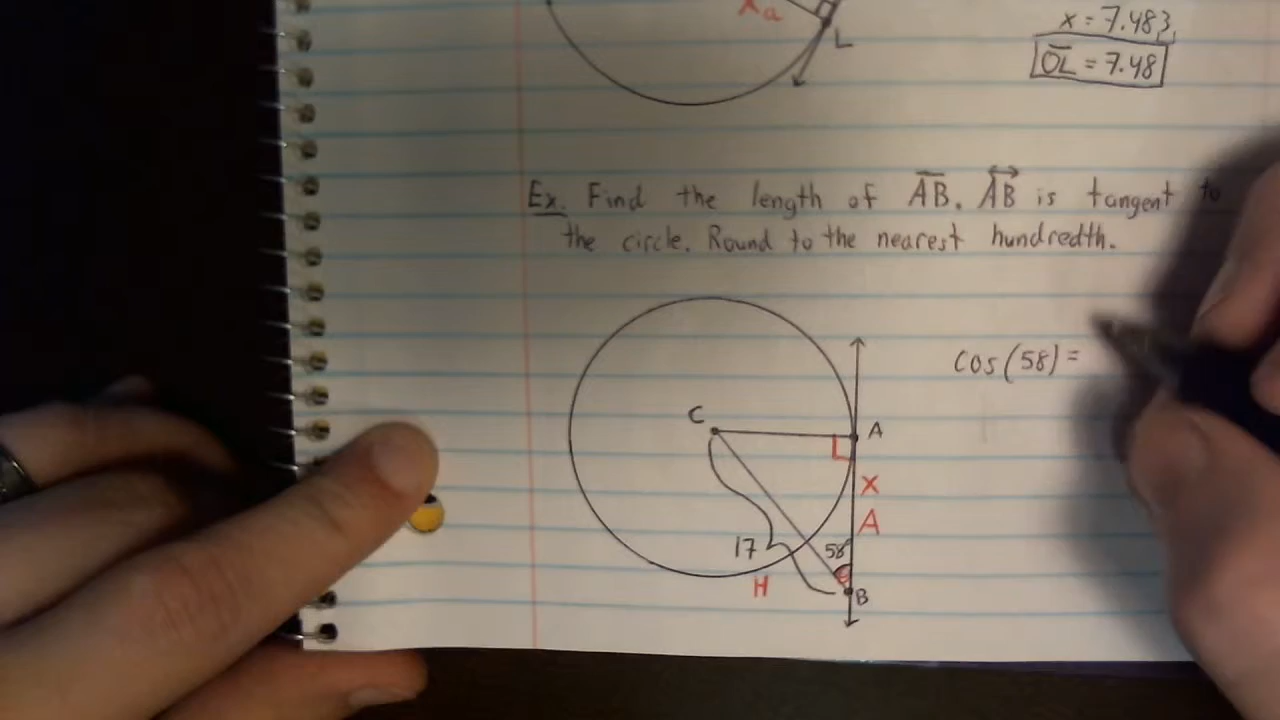 X a
L
x = 7.483
OL = 7.48
Ex. Find the length of AB. AB is tangent to
the circle. Round to the nearest hundredth.
cos(58) =
C
A
X
A
17
58
H
θ
B